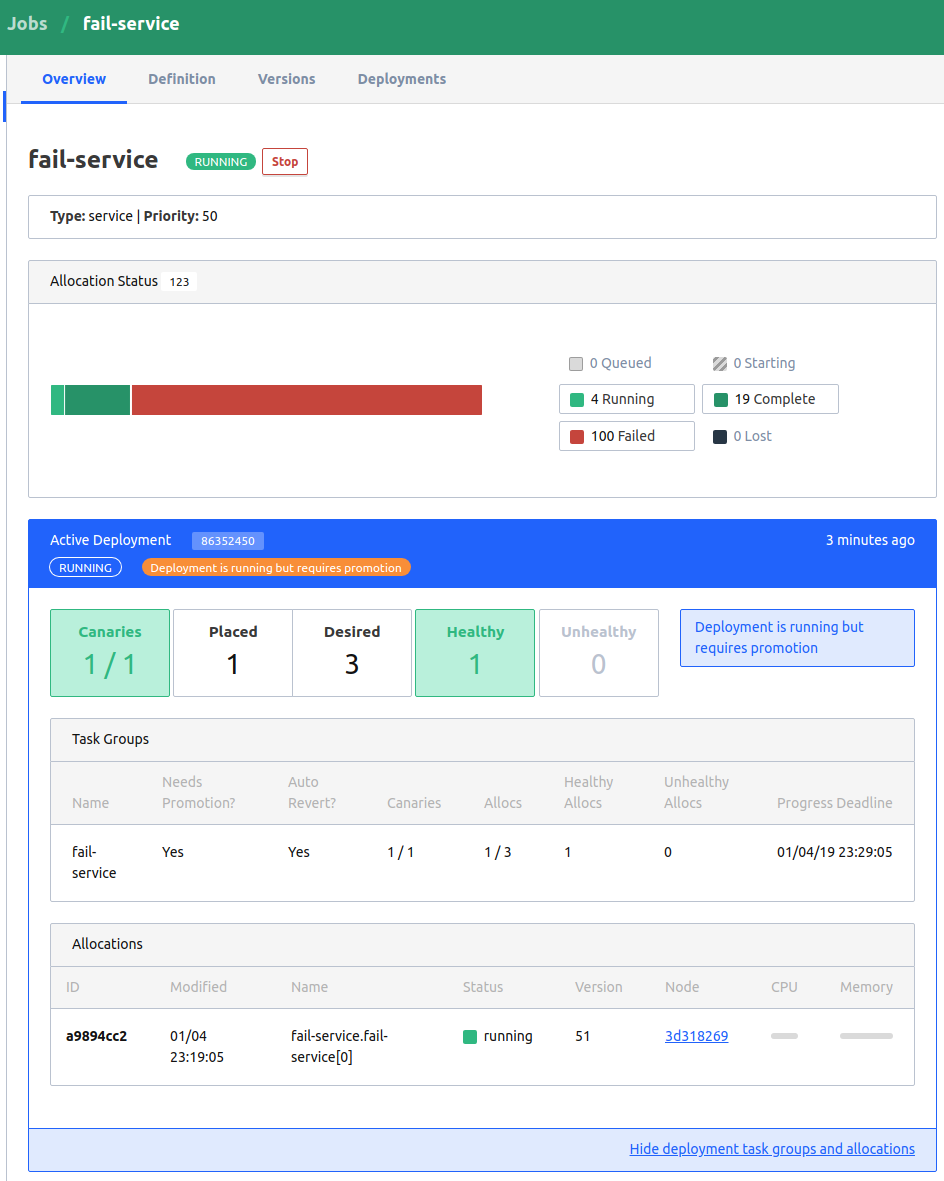 Jobs / fail-service
Overview Definition Versions Deployments
fail-service RUNNING Stop
Type: service | Priority: 50
Allocation Status 123
0 Queued 0 Starting
4 Running 19 Complete
100 Failed 0 Lost
Active Deployment 86352450 3 minutes ago
RUNNING Deployment is running but requires promotion
Canaries Placed Desired Healthy Unhealthy
1 / 1 1 3 1 0
Deployment is running but
requires promotion
Task Groups
Needs Auto Healthy Unhealthy
Name Promotion? Revert? Canaries Allocs Allocs Allocs Progress Deadline
fail- Yes Yes 1 / 1 1 / 3 1 0 01/04/19 23:29:05
service
Allocations
ID Modified Name Status Version Node CPU Memory
a9894cc2 01/04 fail-service.fail- running 51 3d318269
23:19:05 service[0]
Hide deployment task groups and allocations